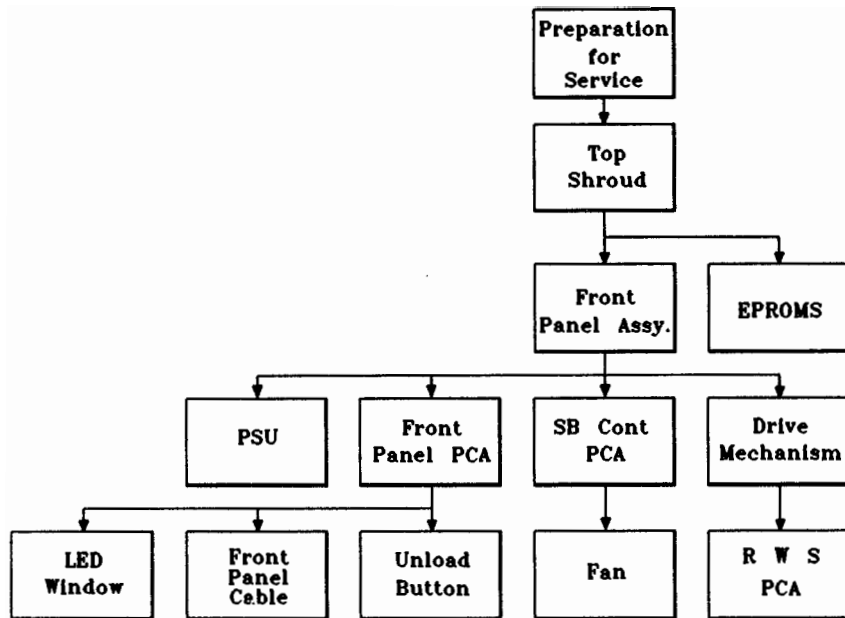 Preparation
for
Service
Top
Shroud
Front
Panel Assy.
EPROMS
PSU
Front
Panel PCA
SB Cont
PCA
Drive
Mechanism
LED
Window
Front
Panel
Cable
Unload
Button
Fan
R W S
PCA